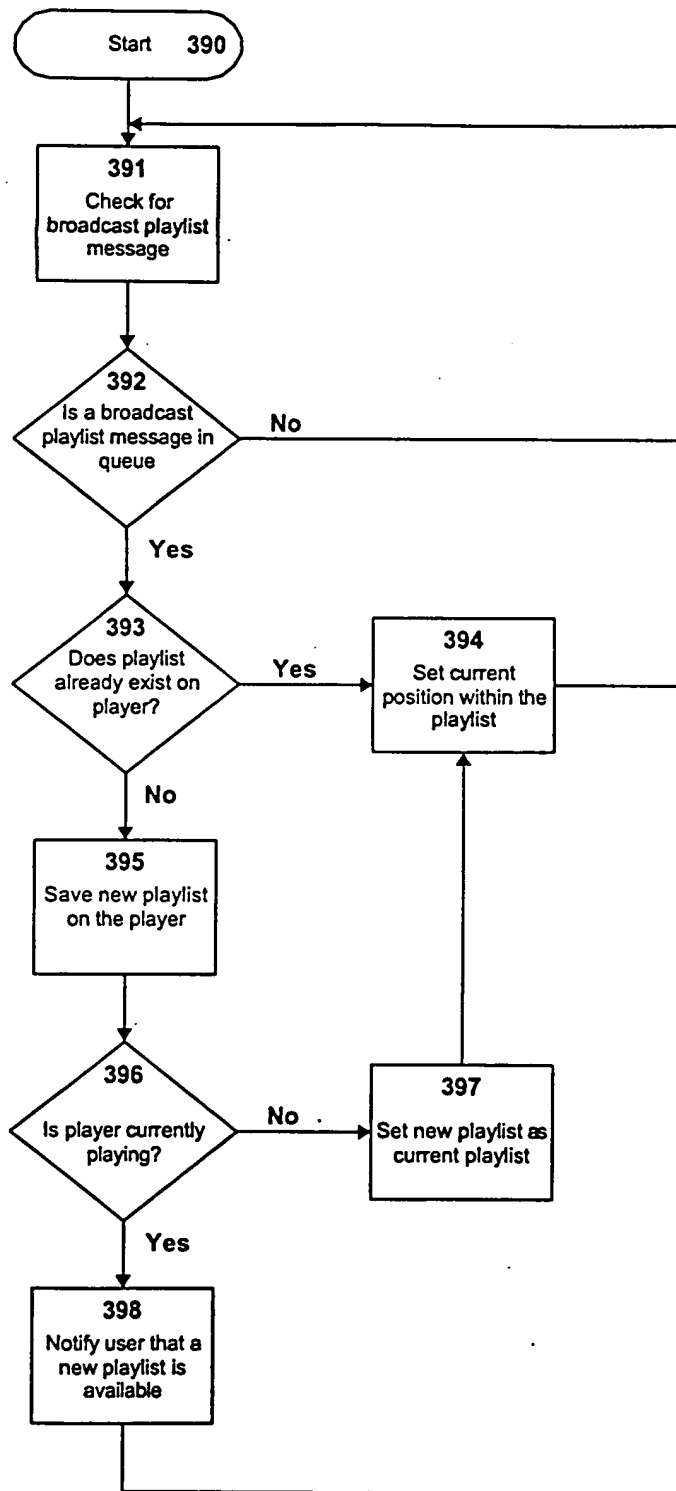 Start 390
391
Check for
broadcast playlist
message
392
Is a broadcast
playlist message in
queue
No
Yes
393
Does playlist
already exist on
player?
Yes
394
Set current
position within the
playlist
No
395
Save new playlist
on the player
396
Is player currently
playing?
No
397
Set new playlist as
current playlist
Yes
398
Notify user that a
new playlist is
available